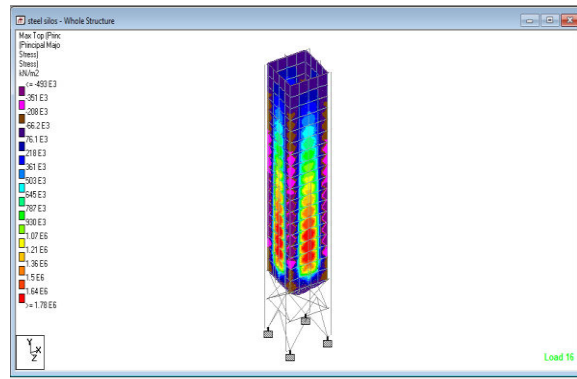 steel silos - Whole Structure
Max Top (Princ
(Principal Majo
Stress)
Stress)
kN/m2
<= -493 E3
-351 E3
-208 E3
-66.2 E3
76.1 E3
218 E3
361 E3
503 E3
645 E3
787 E3
930 E3
1.07 E6
1.21 E6
1.36 E6
1.5 E6
1.64 E6
>= 1.78 E6
Y
X
Z
Load 16